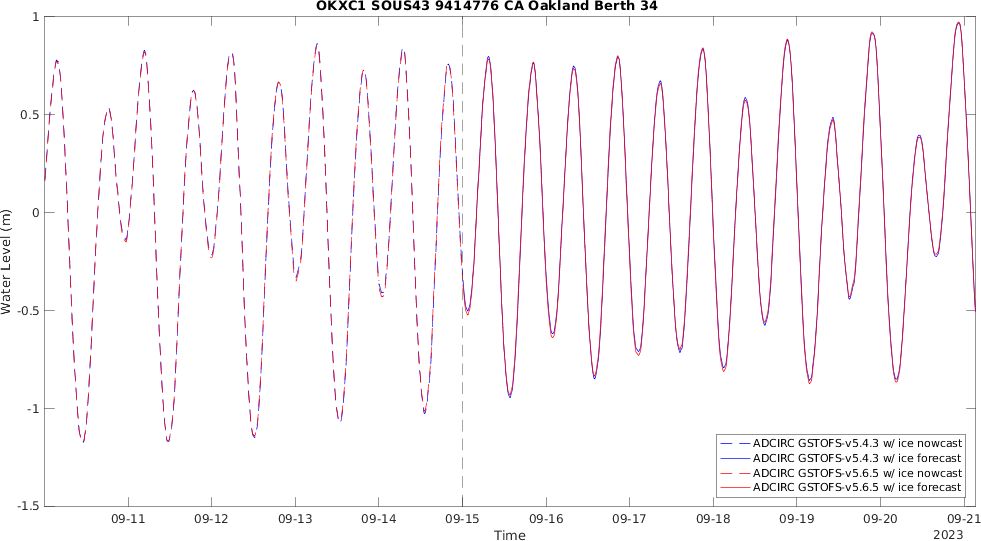 OKXC1 SOUS43 9414776 CA Oakland Berth 34
1
0.5
0
-0.5
-1
-1.5
Water Level (m)
09-11 09-12 09-13 09-14 09-15 09-16 09-17 09-18 09-19 09-20 09-21
Time
2023
ADCIRC GSTOFS-v5.4.3 w/ ice nowcast
ADCIRC GSTOFS-v5.4.3 w/ ice forecast
ADCIRC GSTOFS-v5.6.5 w/ ice nowcast
ADCIRC GSTOFS-v5.6.5 w/ ice forecast